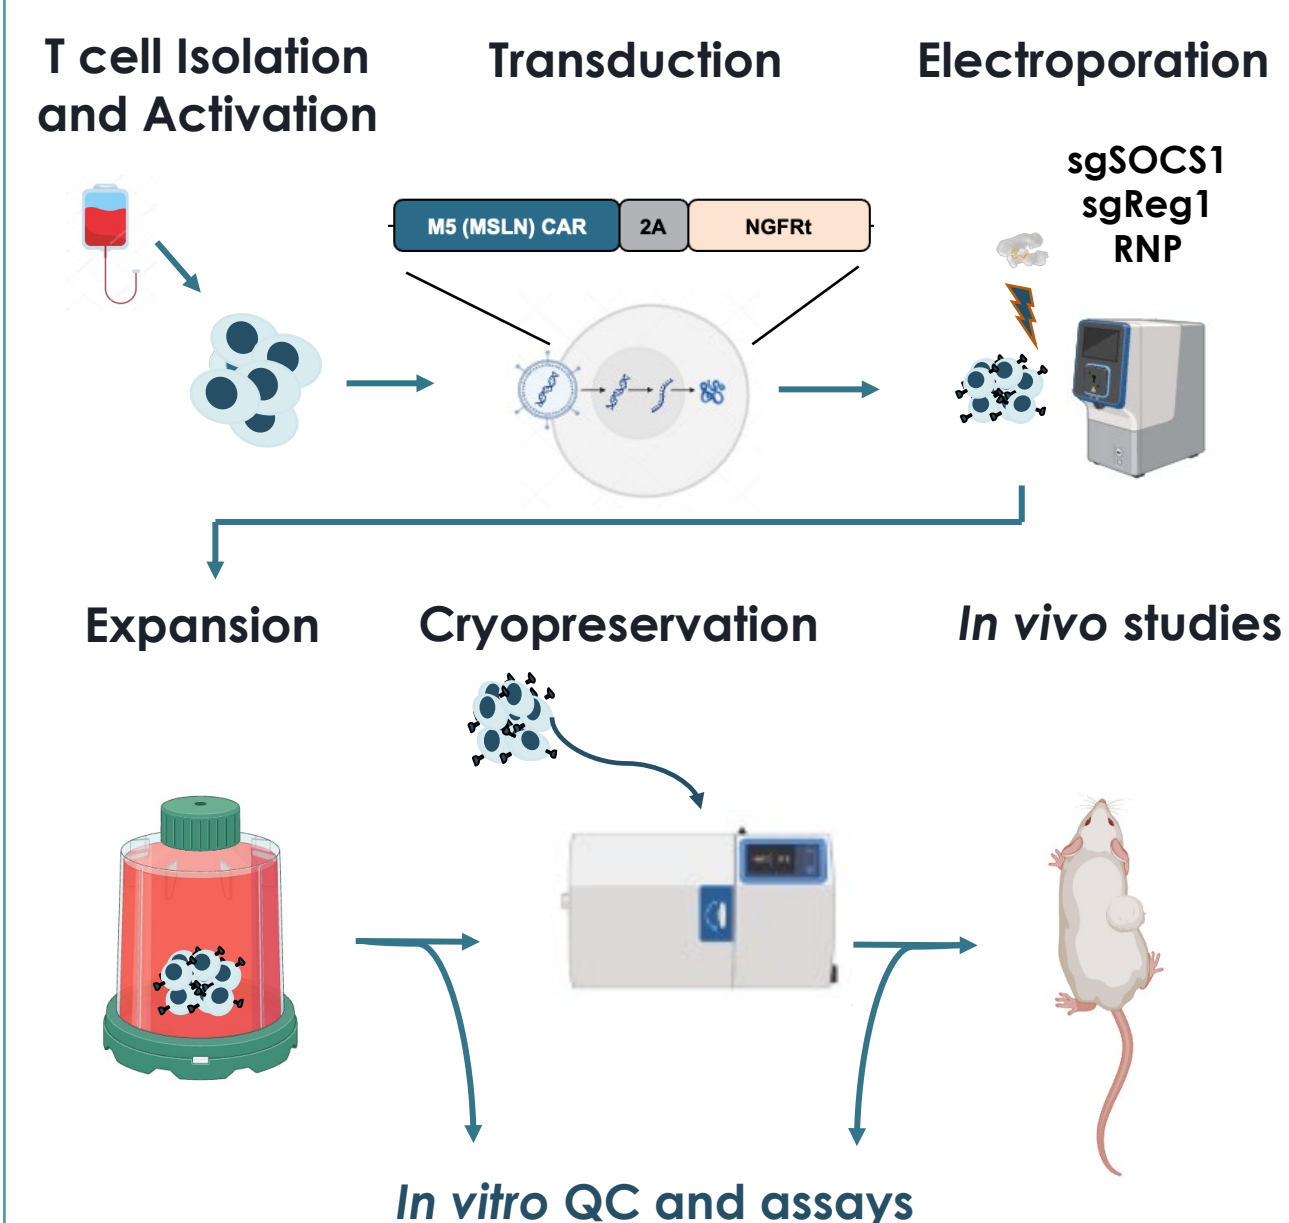 T cell Isolation
and Activation
Transduction
Electroporation
sgSOCS1
sgReg1
RNP
M5 (MSLN) CAR
2A
NGFRt
Expansion
Cryopreservation
In vivo studies
In vitro QC and assays